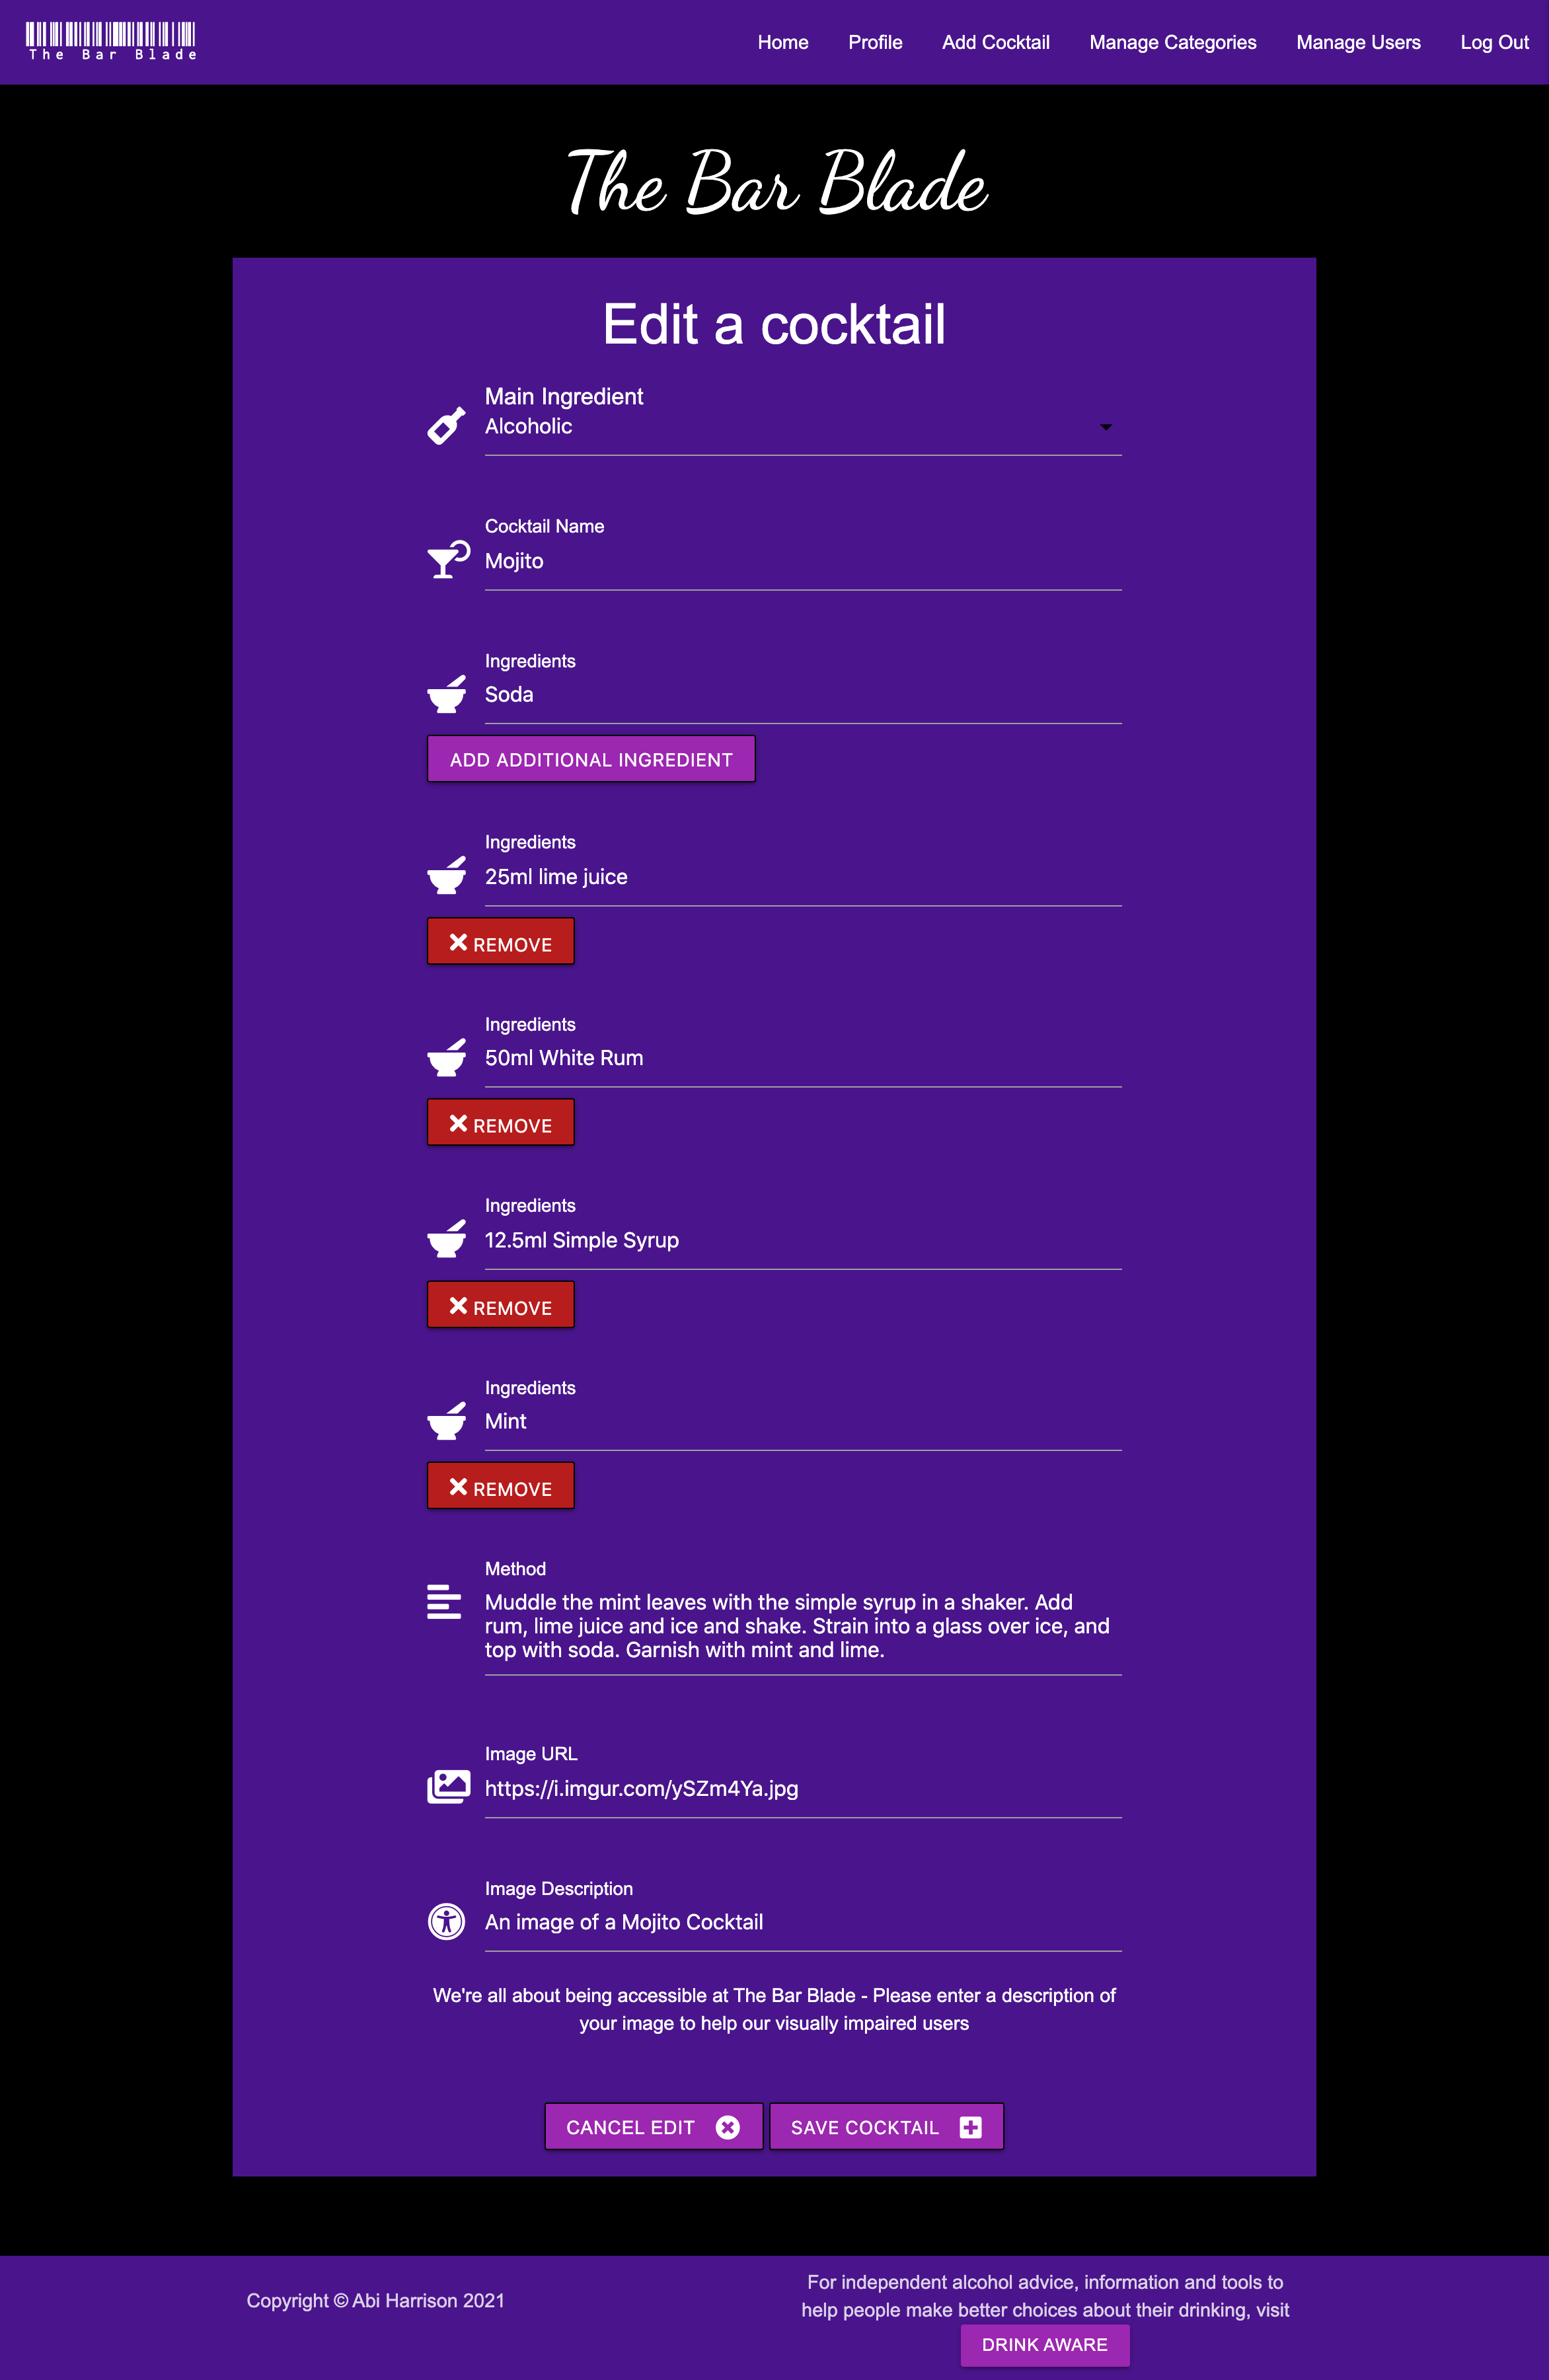 The Bar Blade
Home Profile Add Cocktail Manage Categories Manage Users Log Out
The Bar Blade
Edit a cocktail
Main Ingredient
Alcoholic
Cocktail Name
Mojito
Ingredients
Soda
ADD ADDITIONAL INGREDIENT
Ingredients
25ml lime juice
REMOVE
Ingredients
50ml White Rum
REMOVE
Ingredients
12.5ml Simple Syrup
REMOVE
Ingredients
Mint
REMOVE
Method
Muddle the mint leaves with the simple syrup in a shaker. Add
rum, lime juice and ice and shake. Strain into a glass over ice, and
top with soda. Garnish with mint and lime.
Image URL
https://i.imgur.com/ySZm4Ya.jpg
Image Description
An image of a Mojito Cocktail
We're all about being accessible at The Bar Blade - Please enter a description of
your image to help our visually impaired users
CANCEL EDIT SAVE COCKTAIL
Copyright © Abi Harrison 2021
For independent alcohol advice, information and tools to
help people make better choices about their drinking, visit
DRINK AWARE